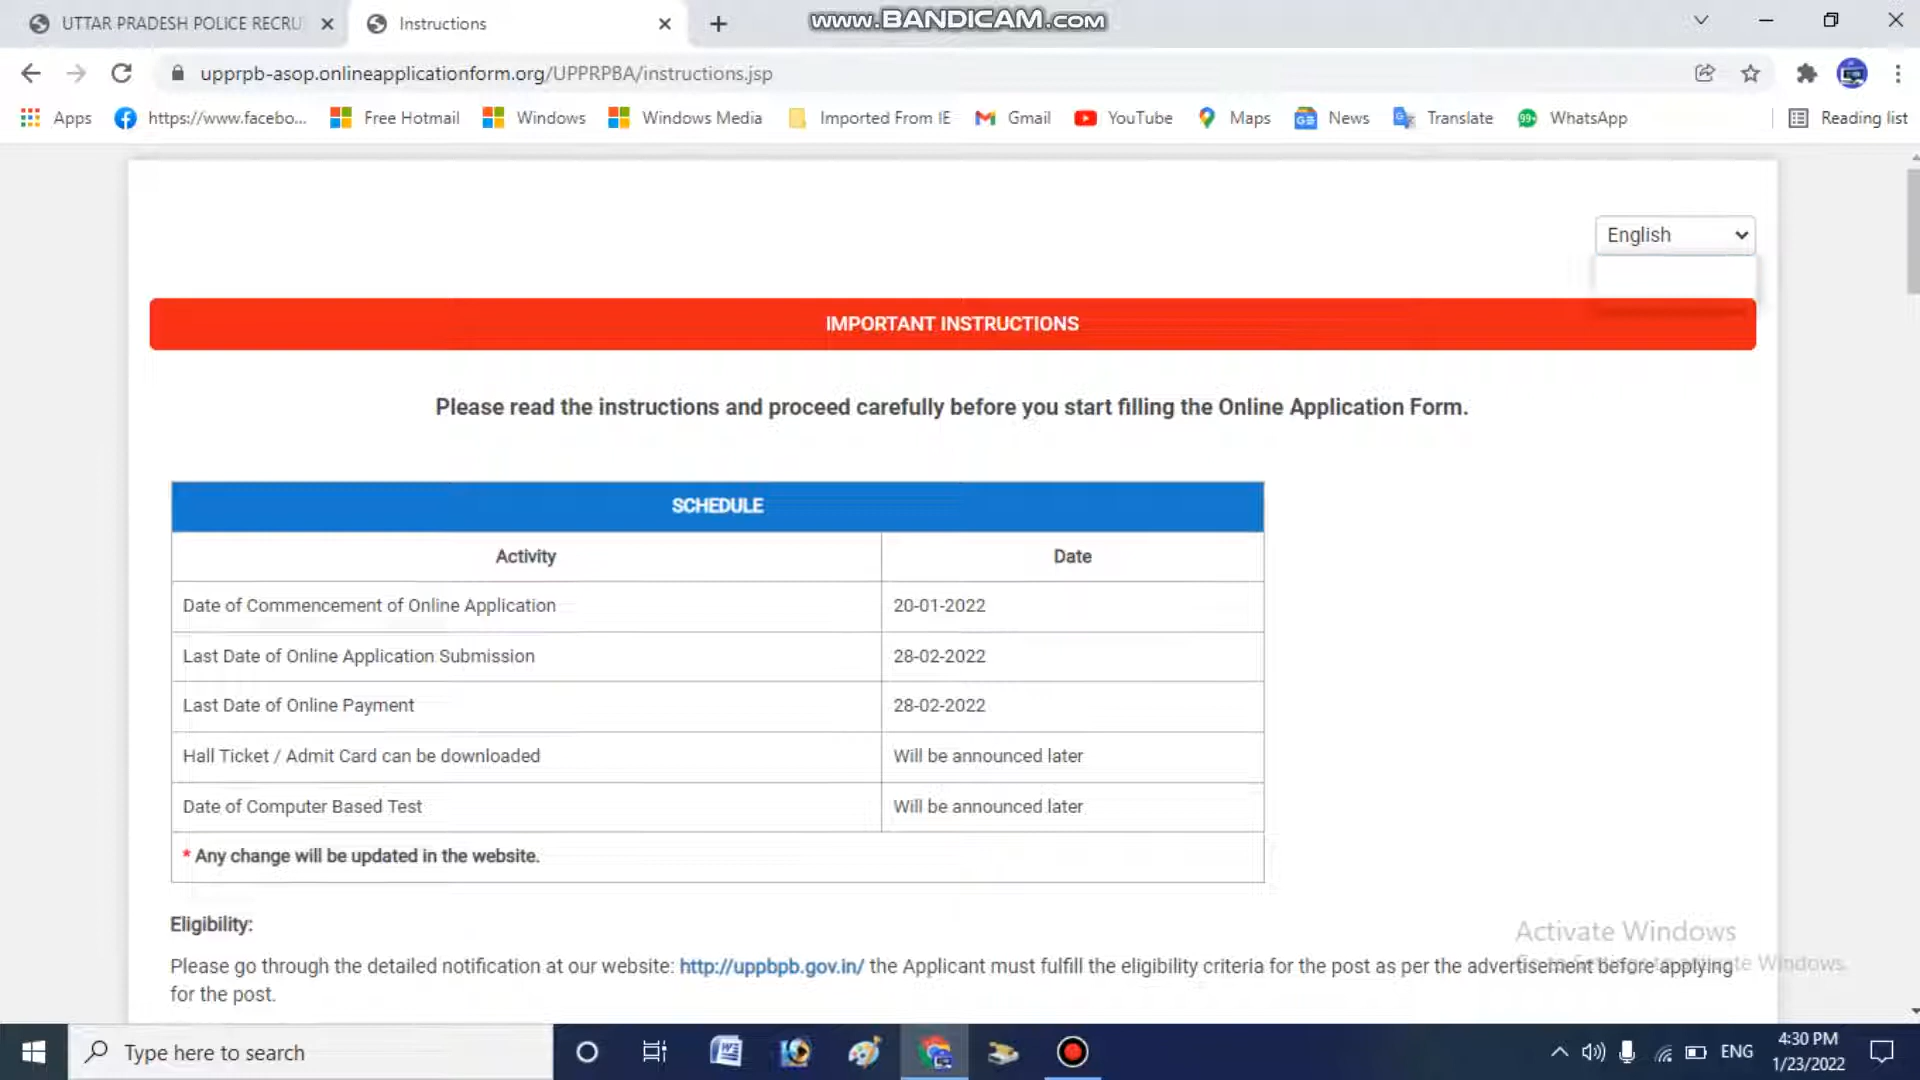 UTTAR PRADESH POLICE RECRU
Instructions
www.BANDICAM.com
upprpb-asop.onlineapplicationform.org/UPPRPBA/instructions.jsp
Apps
https://www.facebo...
Free Hotmail
Windows
Windows Media
Imported From IE
Gmail
YouTube
Maps
News
Translate
99+
WhatsApp
Reading list
English
IMPORTANT INSTRUCTIONS
Please read the instructions and proceed carefully before you start filling the Online Application Form.
SCHEDULE
Activity Date
Date of Commencement of Online Application 20-01-2022
Last Date of Online Application Submission 28-02-2022
Last Date of Online Payment 28-02-2022
Hall Ticket / Admit Card can be downloaded Will be announced later
Date of Computer Based Test Will be announced later
* Any change will be updated in the website.
Eligibility:
Please go through the detailed notification at our website: http://uppbpb.gov.in/ the Applicant must fulfill the eligibility criteria for the post as per the advertisement before applying
for the post.
Activate Windows
Go to Settings to activate Windows.
Type here to search
ENG
4:30 PM
1/23/2022